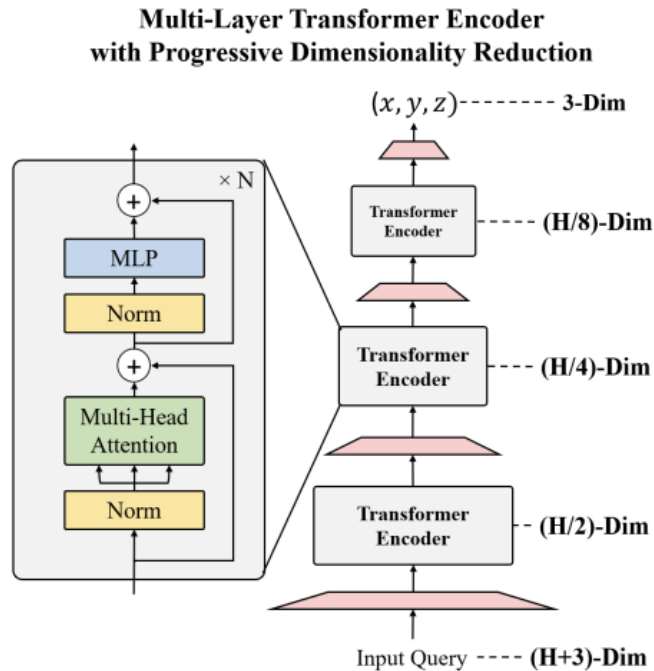 Multi-Layer Transformer Encoder
with Progressive Dimensionality Reduction
(x, y, z)
3-Dim
× N
+
MLP
Norm
+
Multi-Head
Attention
Norm
Transformer
Encoder
(H/8)-Dim
Transformer
Encoder
(H/4)-Dim
Transformer
Encoder
(H/2)-Dim
Input Query
(H+3)-Dim